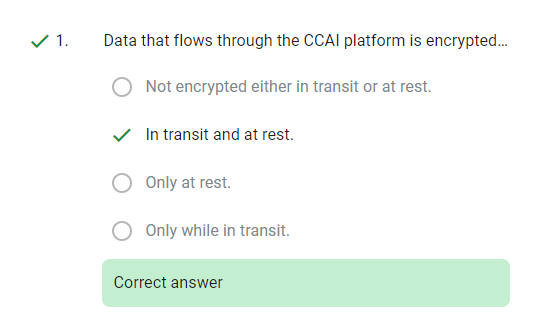 1. Data that flows through the CCAI platform is encrypted...
Not encrypted either in transit or at rest.
In transit and at rest.
Only at rest.
Only while in transit.
Correct answer